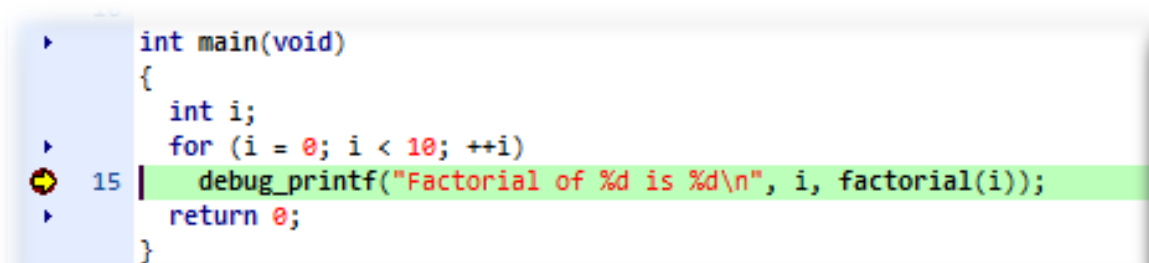 int main(void)
{
int i;
for (i = 0; i < 10; ++i)
15 debug_printf("Factorial of %d is %d\n", i, factorial(i));
return 0;
}